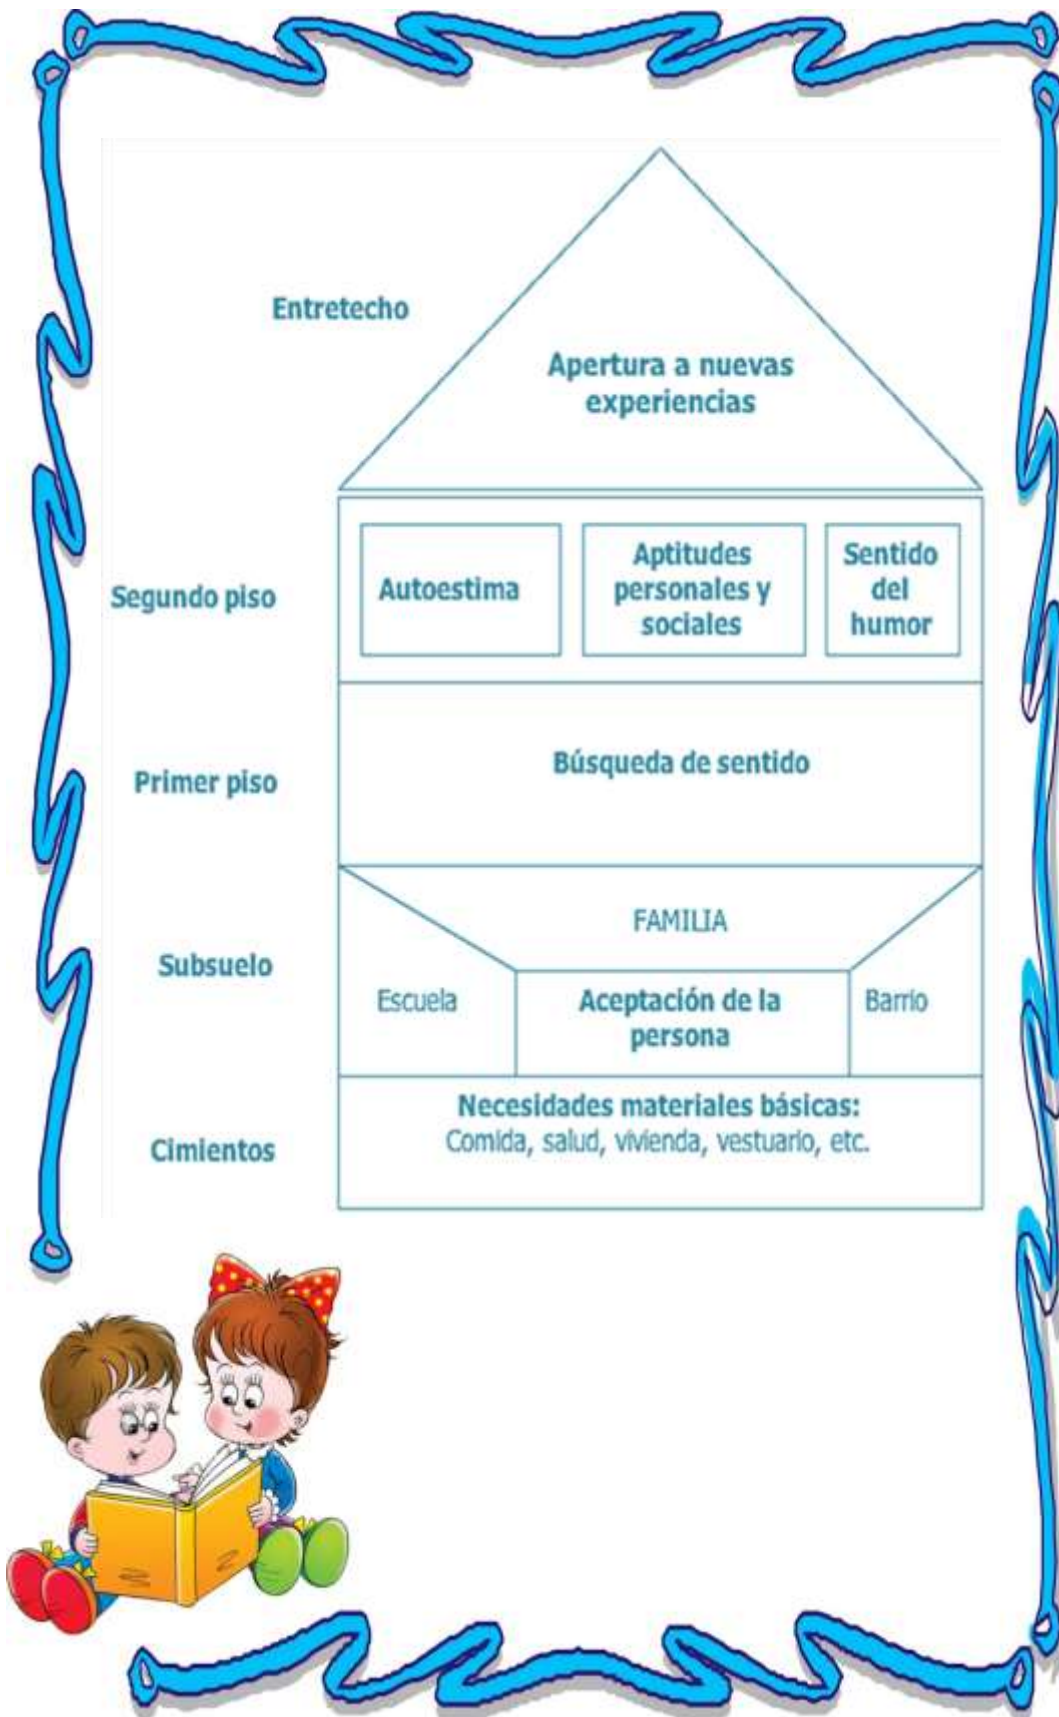 Entretecho
Apertura a nuevas
experiencias
Segundo piso
Autoestima
Aptitudes
personales y
sociales
Sentido
del
humor
Primer piso
Búsqueda de sentido
Subsuelo
FAMILIA
Escuela
Aceptación de la
persona
Barrio
Cimientos
Necesidades materiales básicas:
Comida, salud, vivienda, vestuario, etc.